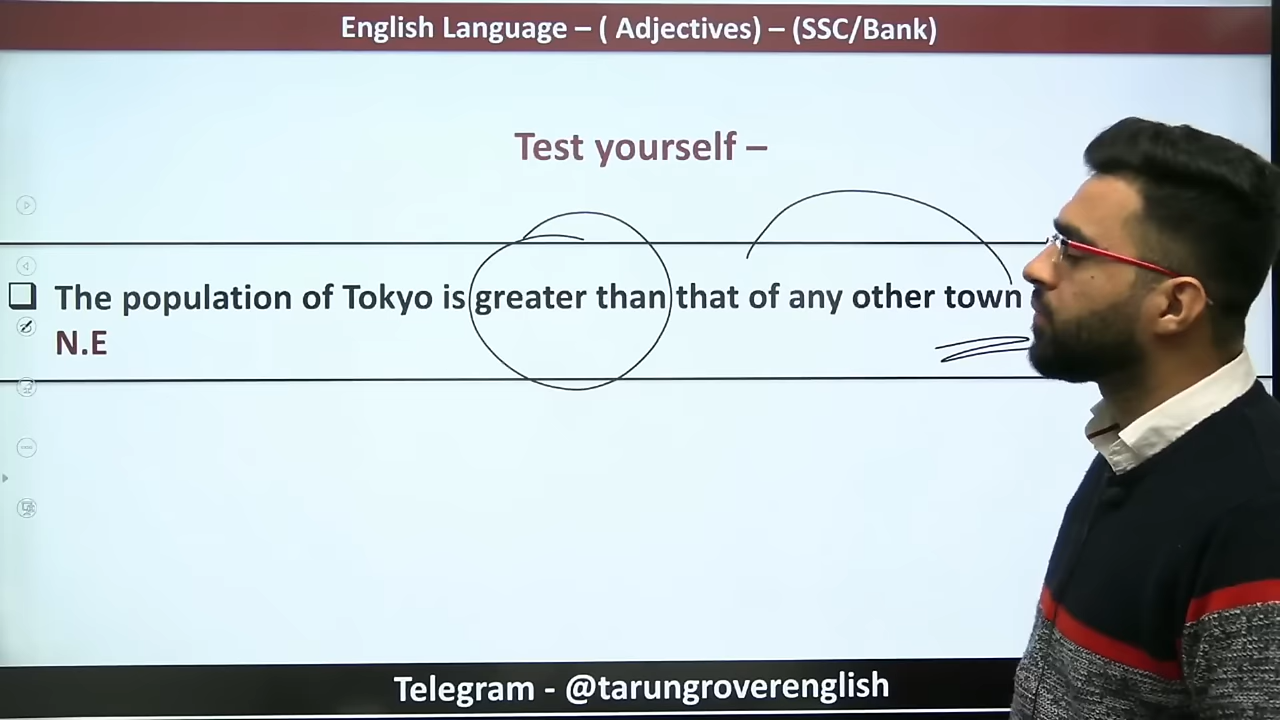 English Language – ( Adjectives) – (SSC/Bank)
Test yourself –
The population of Tokyo is greater than that of any other town
N.E
Telegram - @tarungroverenglish